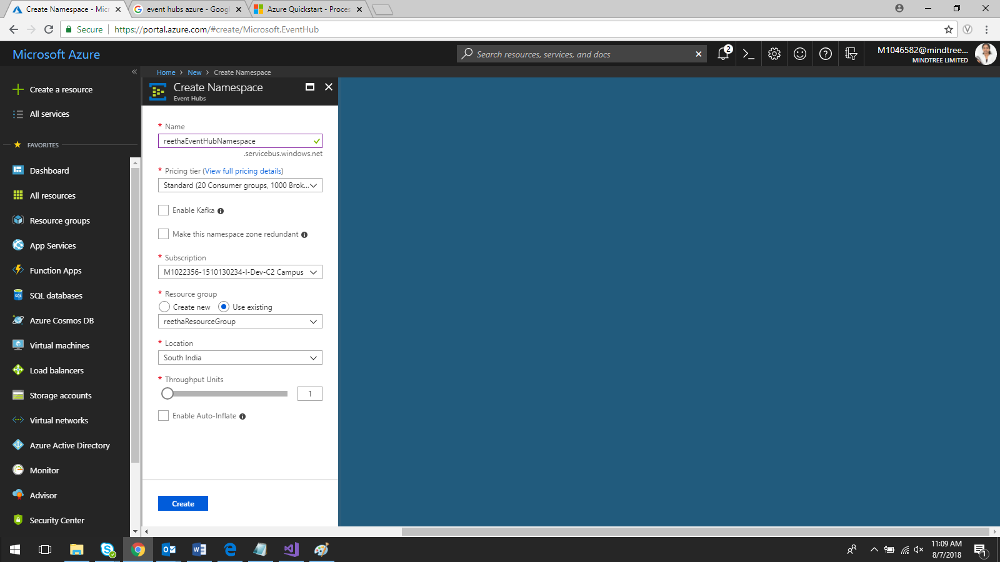 Create Namespace - Micr
event hubs azure - Goog
Azure Quickstart - Proces
Secure
https://portal.azure.com/#create/Microsoft.EventHub
Microsoft Azure
Search resources, services, and docs
2
M1046582@mindtree...
MINDTREE LIMITED
Home > New > Create Namespace
Create a resource
All services
FAVORITES
Dashboard
All resources
Resource groups
App Services
Function Apps
SQL databases
Azure Cosmos DB
Virtual machines
Load balancers
Storage accounts
Virtual networks
Azure Active Directory
Monitor
Advisor
Security Center
Create Namespace
Event Hubs
* Name
reethaEventHubNamespace
.servicebus.windows.net
* Pricing tier (View full pricing details)
Standard (20 Consumer groups, 1000 Brok...
Enable Kafka
Make this namespace zone redundant
* Subscription
M1022356-1510130234-I-Dev-C2 Campus
* Resource group
Create new Use existing
reethaResourceGroup
* Location
South India
* Throughput Units
1
Enable Auto-Inflate
Create
11:09 AM
8/7/2018
1